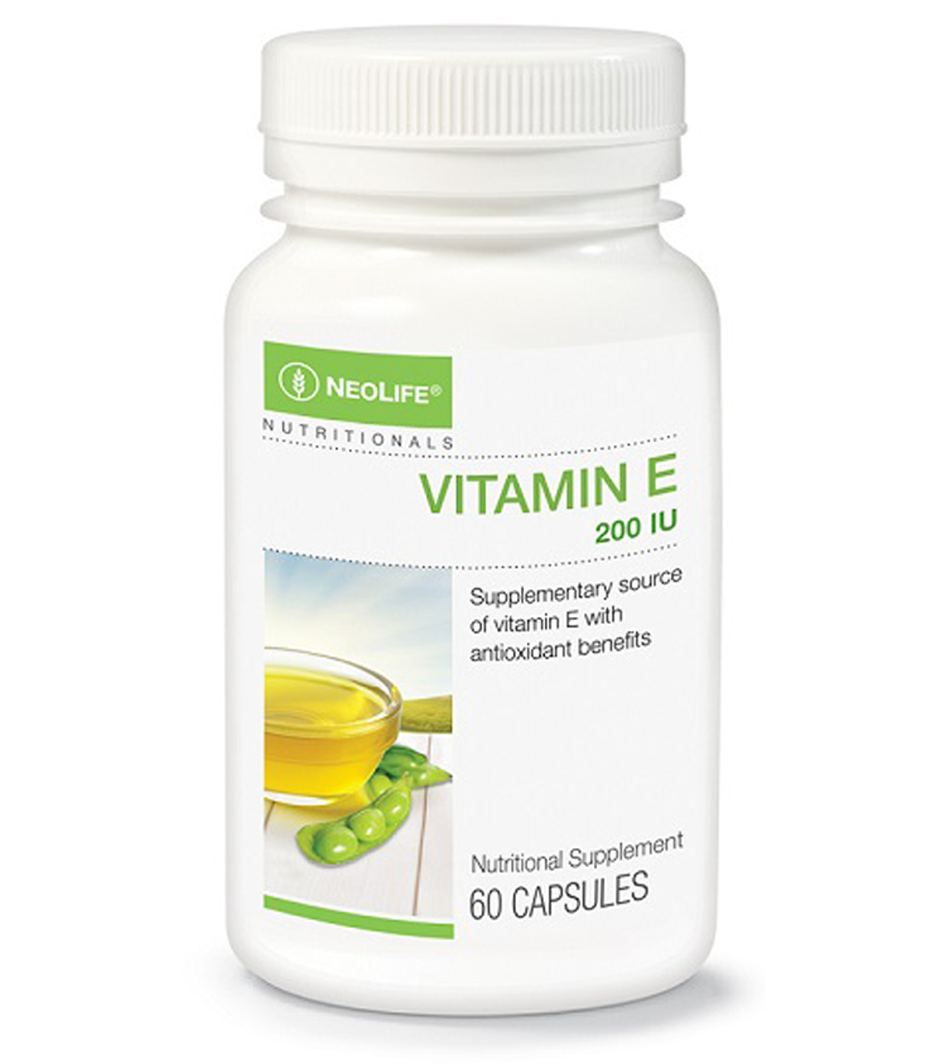 NEOLIFE®
NUTRITIONALS
VITAMIN E
200 IU
Supplementary source
of vitamin E with
antioxidant benefits
Nutritional Supplement
60 CAPSULES